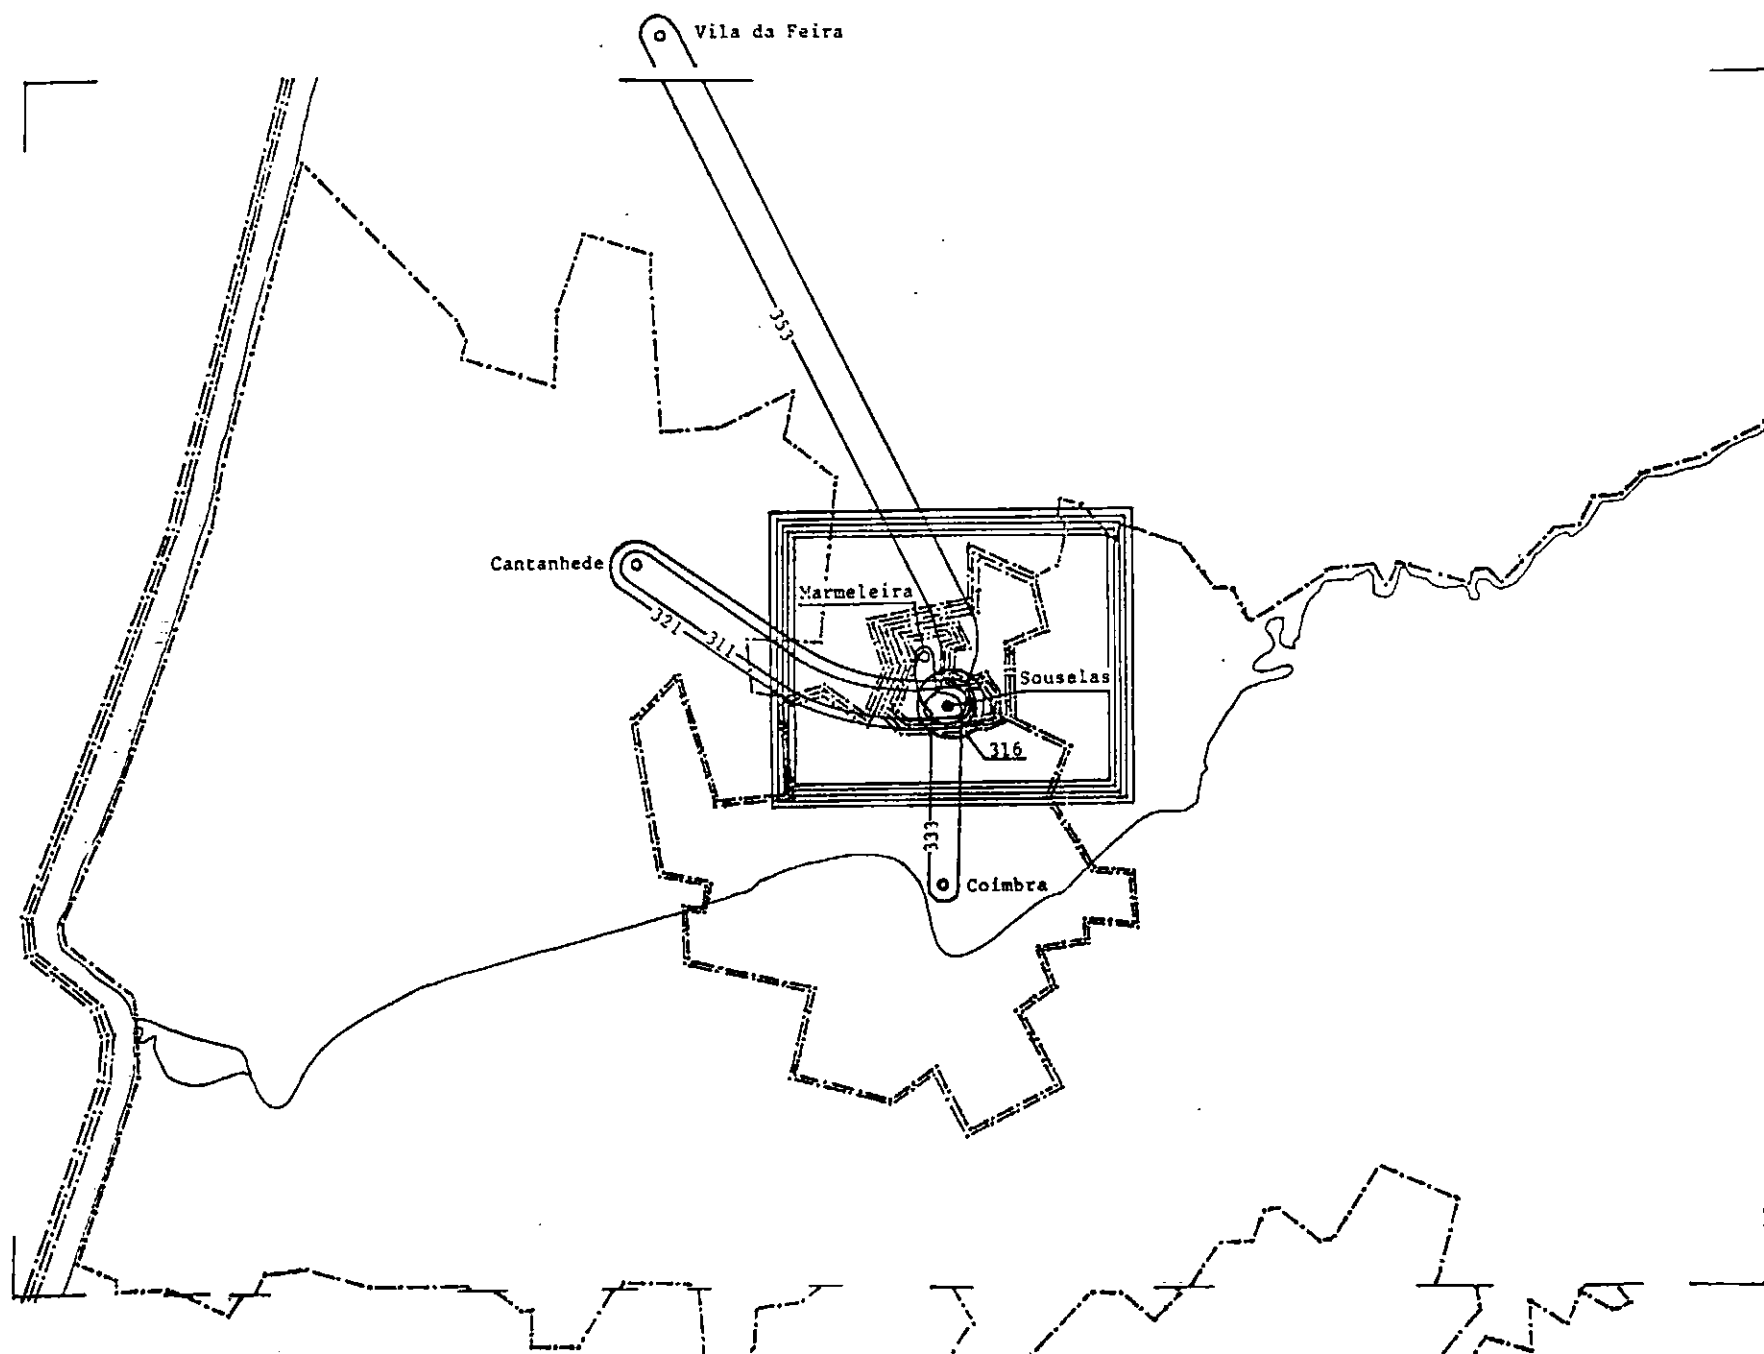 Vila da Feira
353
Cantanhede
Marmeleira
321
311
Souselas
316
333
Coimbra